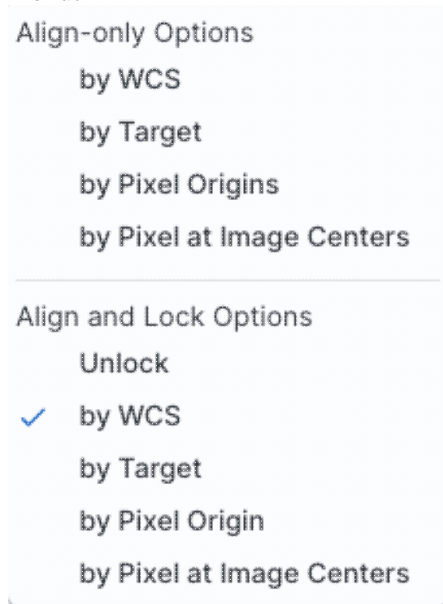 Align-only Options
by WCS
by Target
by Pixel Origins
by Pixel at Image Centers
Align and Lock Options
Unlock
by WCS
by Target
by Pixel Origin
by Pixel at Image Centers